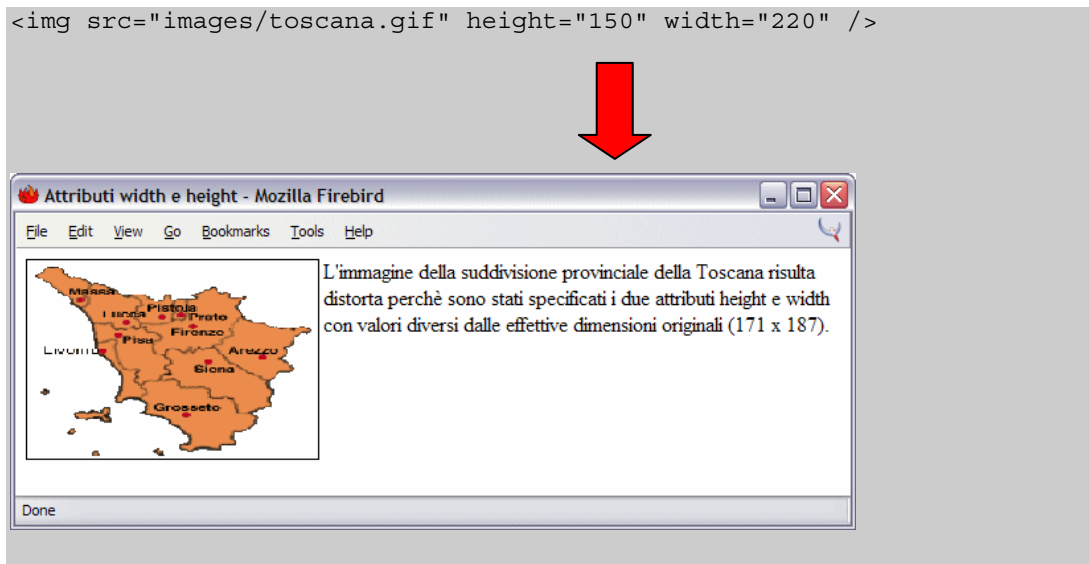 <img src="images/toscana.gif" height="150" width="220" />
Attributi width e height - Mozilla Firebird
File Edit View Go Bookmarks Tools Help
L'immagine della suddivisione provinciale della Toscana risulta
distorta perchè sono stati specificati i due attributi height e width
con valori diversi dalle effettive dimensioni originali (171 x 187).
Massa
Lucca
Pistoia
Prato
Firenze
Pisa
Livorno
Arezzo
Siena
Grosseto
Done